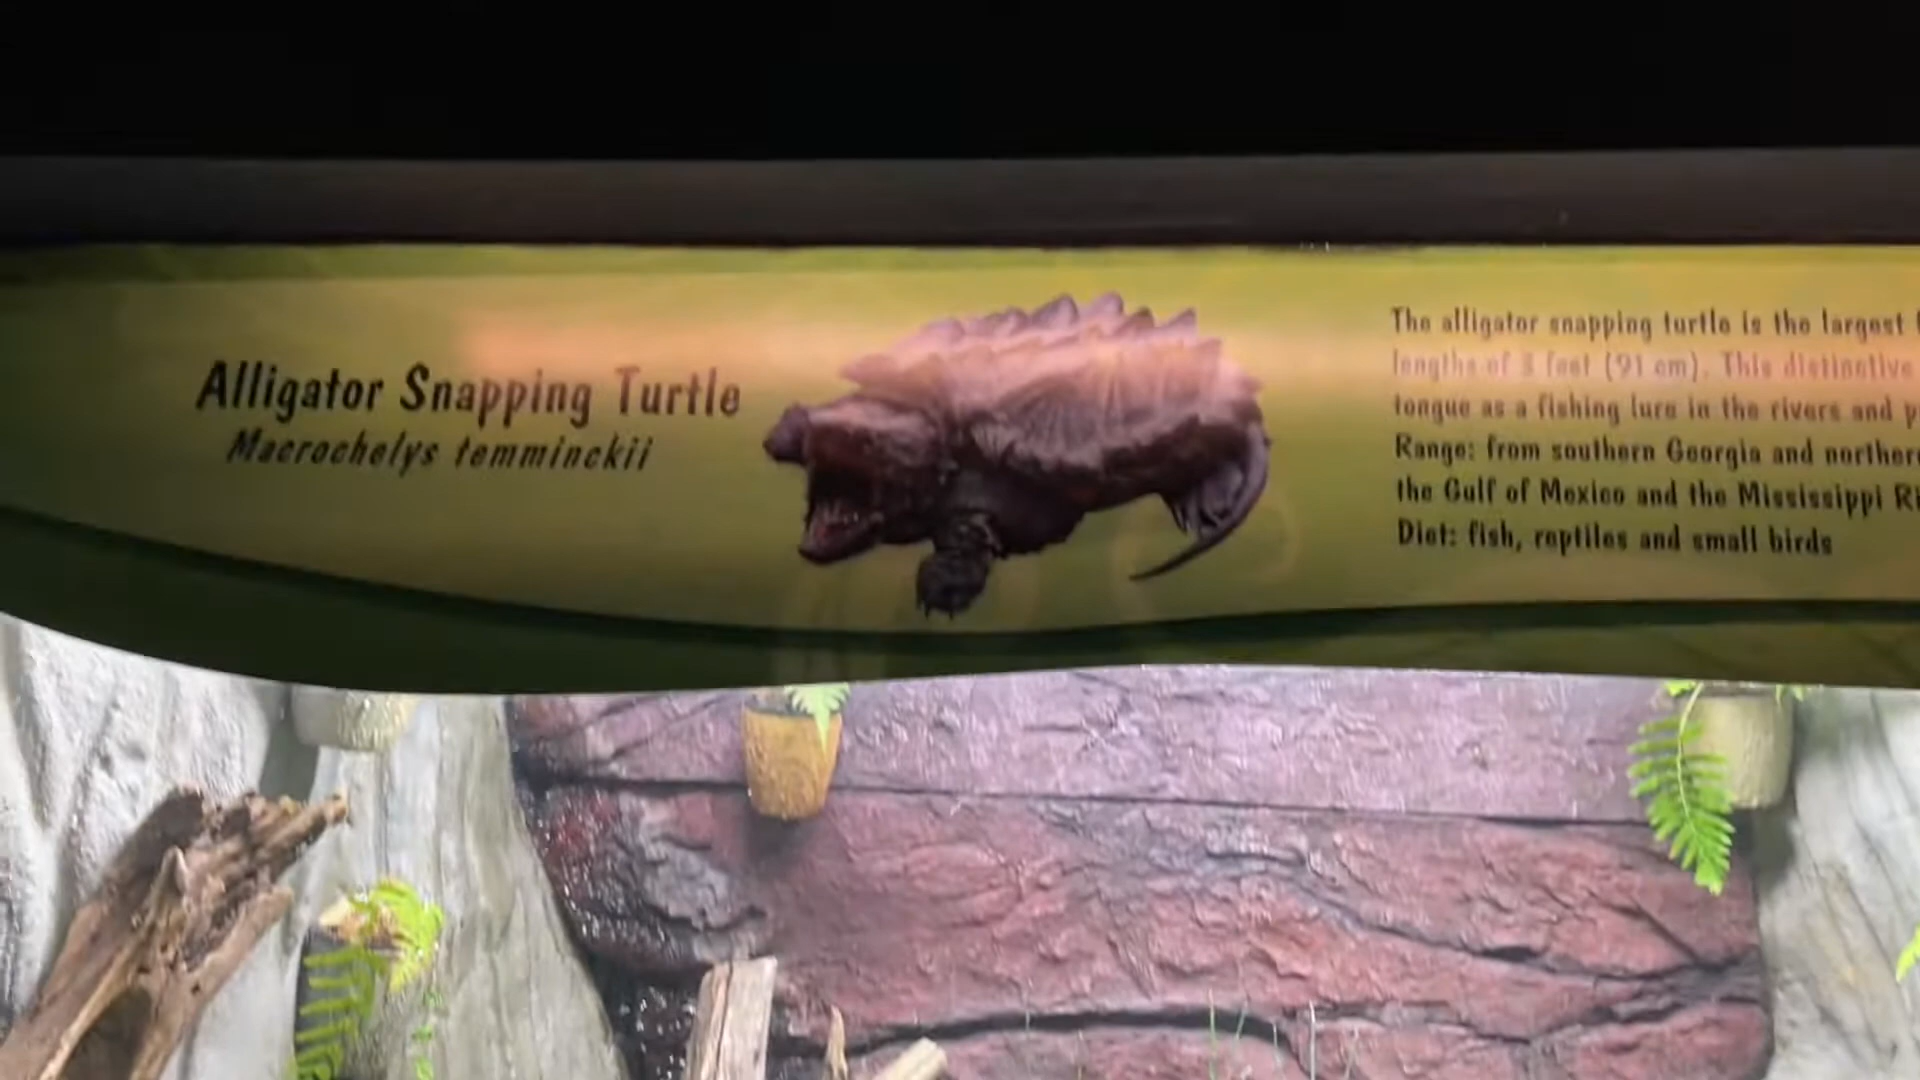 Alligator Snapping Turtle
Macrochelys temminckii
The alligator snapping turtle is the largest
lengths of 3 feet (91 cm). This distinctive
tongue as a fishing lure in the rivers and
Range: from southern Georgia and
the Gulf of Mexico and the Mississippi
Diet: fish, reptiles and small birds